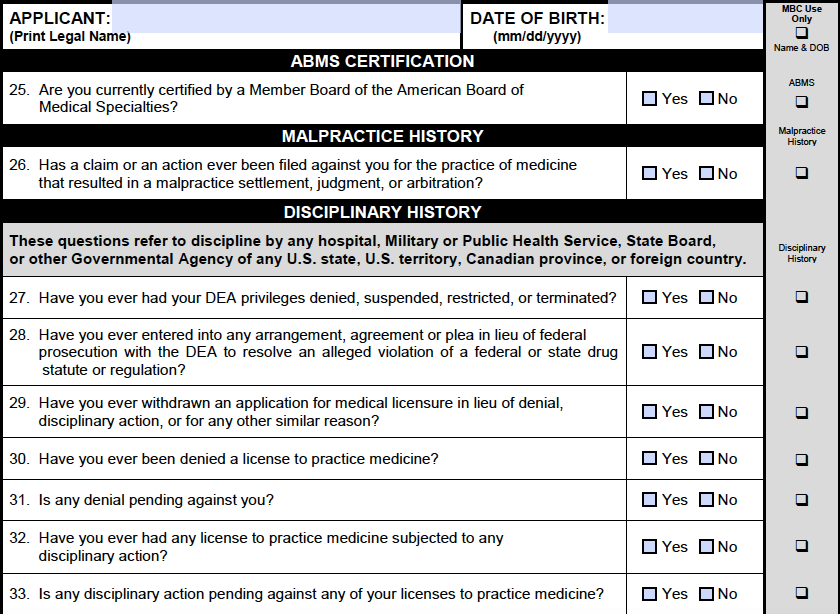 APPLICANT:
(Print Legal Name)
DATE OF BIRTH:
(mm/dd/yyyy)
MBC Use
Only
Name & DOB
ABMS CERTIFICATION
25. Are you currently certified by a Member Board of the American Board of
Medical Specialties?
Yes No
ABMS
MALPRACTICE HISTORY
Malpractice
History
26. Has a claim or an action ever been filed against you for the practice of medicine
that resulted in a malpractice settlement, judgment, or arbitration?
Yes No
DISCIPLINARY HISTORY
These questions refer to discipline by any hospital, Military or Public Health Service, State Board,
or other Governmental Agency of any U.S. state, U.S. territory, Canadian province, or foreign country.
Disciplinary
History
27. Have you ever had your DEA privileges denied, suspended, restricted, or terminated?
Yes No
28. Have you ever entered into any arrangement, agreement or plea in lieu of federal
prosecution with the DEA to resolve an alleged violation of a federal or state drug
statute or regulation?
Yes No
29. Have you ever withdrawn an application for medical licensure in lieu of denial,
disciplinary action, or for any other similar reason?
Yes No
30. Have you ever been denied a license to practice medicine?
Yes No
31. Is any denial pending against you?
Yes No
32. Have you ever had any license to practice medicine subjected to any
disciplinary action?
Yes No
33. Is any disciplinary action pending against any of your licenses to practice medicine?
Yes No